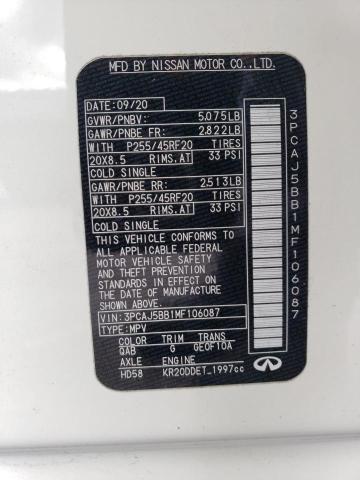 MFD BY NISSAN MOTOR CO.,LTD.
DATE: 09/20
GVWR/PNBV: 5.075LB
GAWR/PNBE FR: 2.822LB
WITH P255/45RF20 TIRES
20X8.5 RIMS.AT 33 PSI
COLD SINGLE
GAWR/PNBE RR: 2.513LB
WITH P255/45RF20 TIRES
20X8.5 RIMS.AT 33 PSI
COLD SINGLE
THIS VEHICLE CONFORMS TO
ALL APPLICABLE FEDERAL
MOTOR VEHICLE SAFETY AND
THEFT PREVENTION
STANDARDS IN EFFECT ON
THE DATE OF MANUFACTURE
SHOWN ABOVE.
VIN: 3PCAJ5BB1MF106087
TYPE: MPV
COLOR TRIM TRANS
QAB G GE0F10A
AXLE ENGINE
HD58 KR20DDET_1997cc
INFINITI
3PCAJ5BB1MF106087